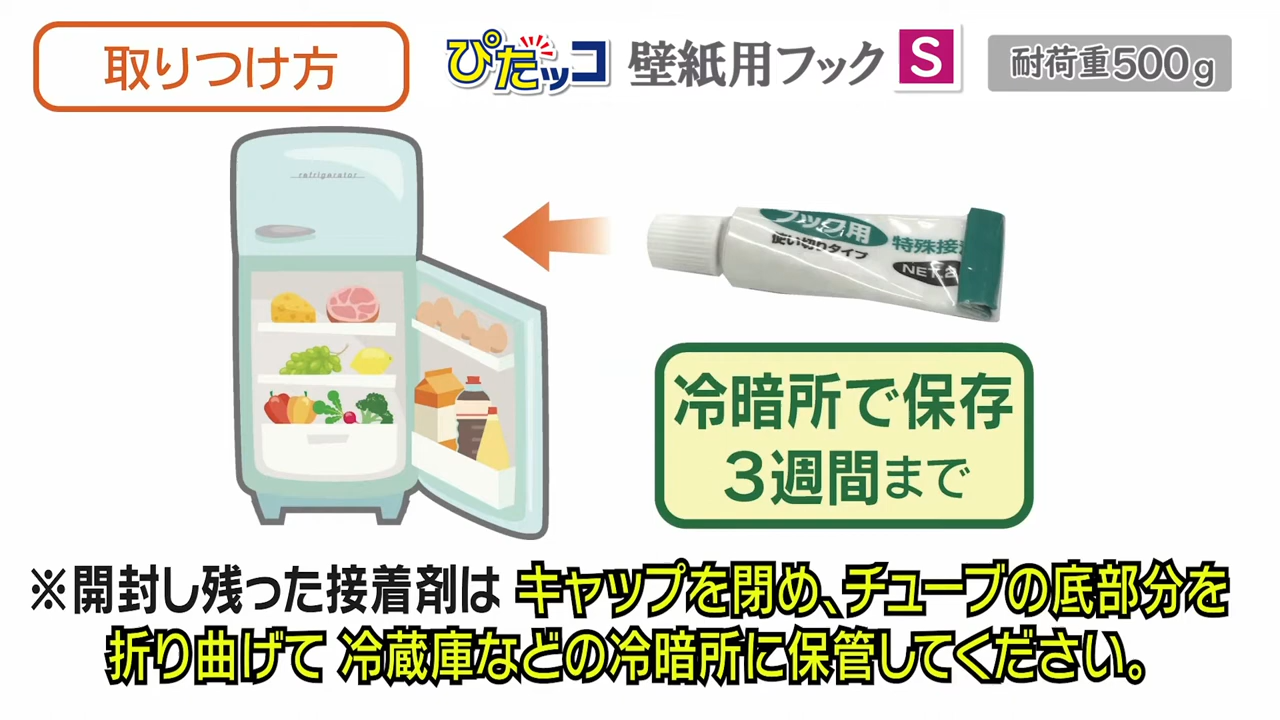 取りつけ方
ぴたッコ 壁紙用フック S 耐荷重500g
refrigerator
フック用
使い切りタイプ
特殊接
NET.
冷暗所で保存
3週間まで
※開封し残った接着剤は キャップを閉め、チューブの底部分を
折り曲げて 冷蔵庫などの冷暗所に保管してください。